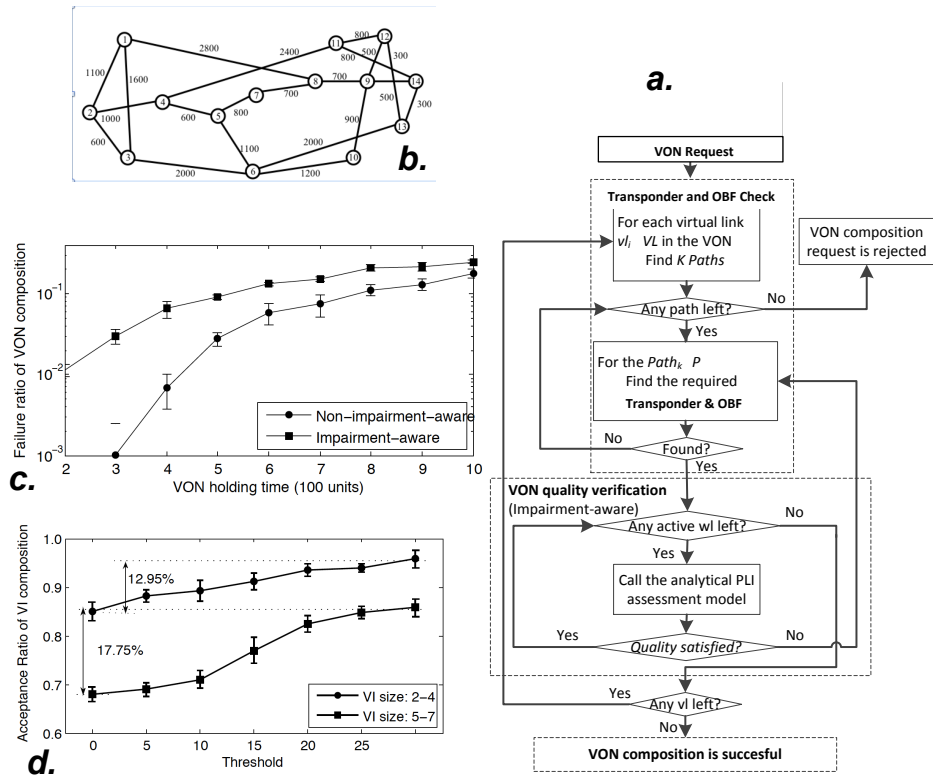 a.
VON Request
Transponder and OBF Check
For each virtual link
vl_i VL in the VON
Find K Paths
VON composition
request is rejected
Any path left?
No
Yes
For the Path_k P
Find the required
Transponder & OBF
No
Found?
Yes
VON quality verification
(Impairment-aware)
Any active wl left?
No
Yes
Call the analytical PLI
assessment model
Yes
Quality satisfied?
No
Yes
Any vl left?
No
VON composition is succesful
b.
1
2
3
4
5
6
7
8
9
10
11
12
13
14
1100
1600
2800
1000
600
600
2000
2400
800
1100
700
700
800
800
500
300
500
300
900
2000
1200
c.
Failure ratio of VON composition
10^-1
10^-2
10^-3
2 3 4 5 6 7 8 9 10
VON holding time (100 units)
Non-impairment-aware
Impairment-aware
d.
Acceptance Ratio of VI composition
1.0
0.9
0.8
0.7
0.6
12.95%
17.75%
VI size: 2-4
VI size: 5-7
0 5 10 15 20 25
Threshold